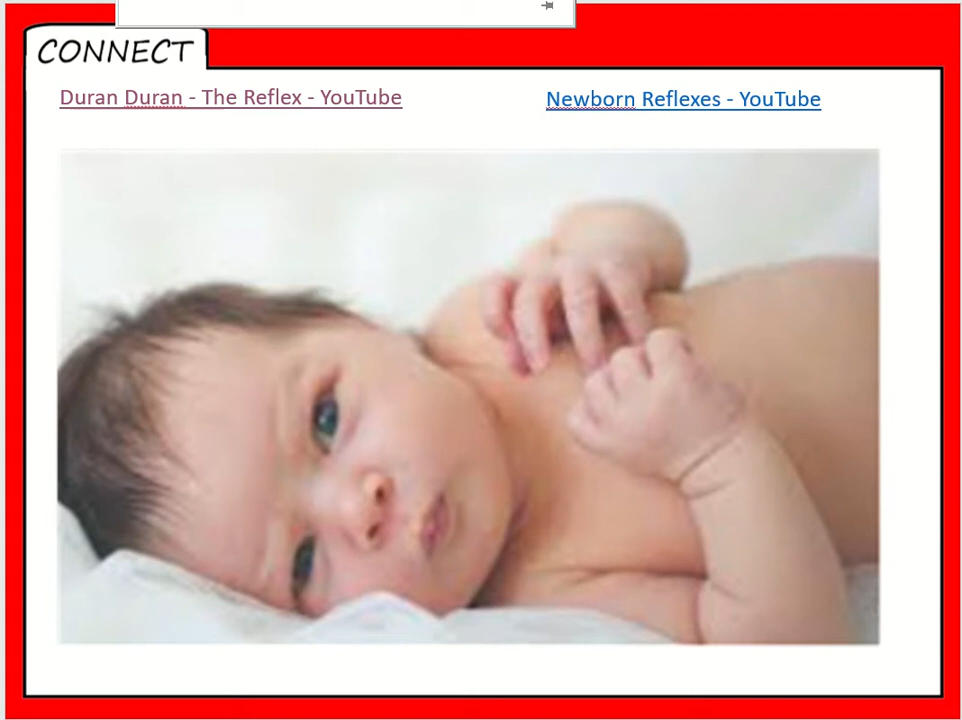 CONNECT
Duran Duran - The Reflex - YouTube
Newborn Reflexes - YouTube